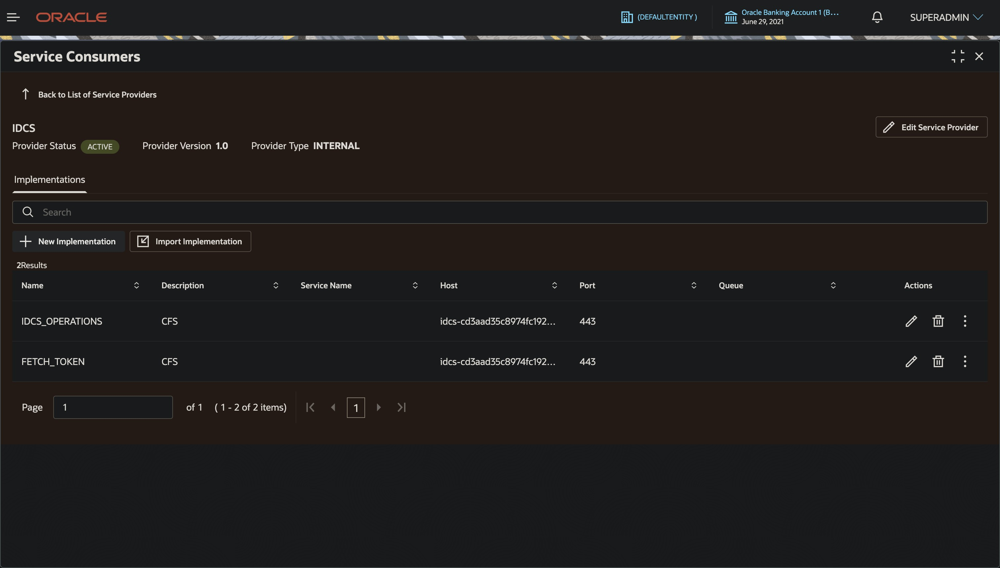 ORACLE
(DEFAULTENTITY )
Oracle Banking Account 1 (B...
June 29, 2021
SUPERADMIN
Service Consumers
Back to List of Service Providers
IDCS
Edit Service Provider
Provider Status ACTIVE Provider Version 1.0 Provider Type INTERNAL
Implementations
Search
New Implementation Import Implementation
2Results
Name Description Service Name Host Port Queue Actions
IDCS_OPERATIONS CFS idcs-cd3aad35c8974fc192... 443
FETCH_TOKEN CFS idcs-cd3aad35c8974fc192... 443
Page 1 of 1 ( 1 - 2 of 2 items) 1